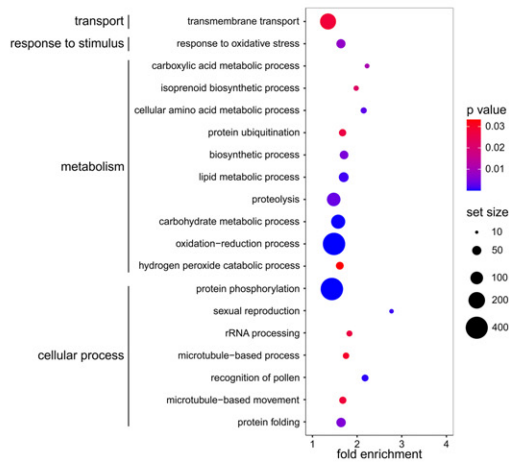 transport
transmembrane transport
response to stimulus
response to oxidative stress
carboxylic acid metabolic process
isoprenoid biosynthetic process
cellular amino acid metabolic process
protein ubiquitination
biosynthetic process
metabolism
lipid metabolic process
proteolysis
carbohydrate metabolic process
oxidation−reduction process
hydrogen peroxide catabolic process
protein phosphorylation
sexual reproduction
rRNA processing
cellular process
microtubule−based process
recognition of pollen
microtubule−based movement
protein folding
1 2 3 4
fold enrichment
p value
0.03
0.02
0.01
set size
10
50
100
200
400